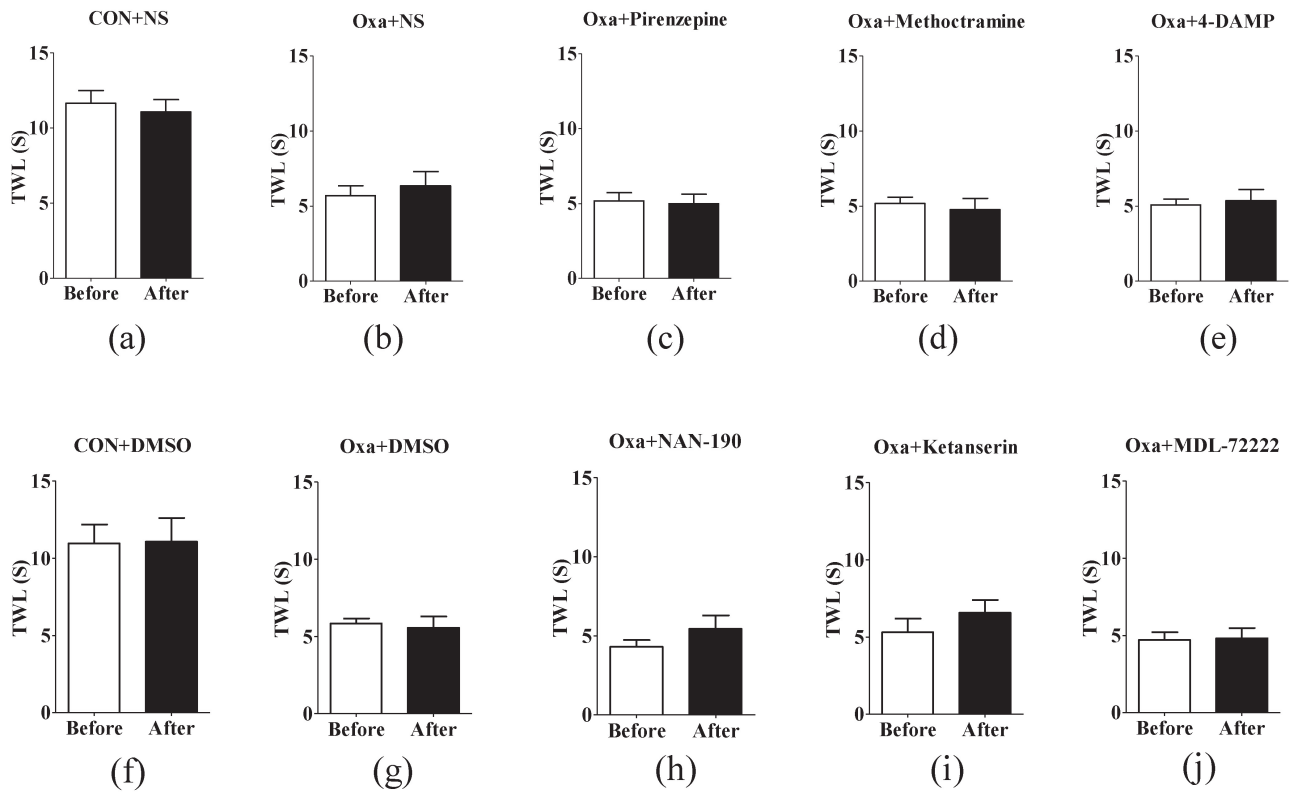 CON+NS
15
10
5
0
TWL (S)
Before After
(a)
Oxa+NS
15
10
5
0
TWL (S)
Before After
(b)
Oxa+Pirenzepine
15
10
5
0
TWL (S)
Before After
(c)
Oxa+Methoctramine
15
10
5
0
TWL (S)
Before After
(d)
Oxa+4-DAMP
15
10
5
0
TWL (S)
Before After
(e)
CON+DMSO
15
10
5
0
TWL (S)
Before After
(f)
Oxa+DMSO
15
10
5
0
TWL (S)
Before After
(g)
Oxa+NAN-190
15
10
5
0
TWL (S)
Before After
(h)
Oxa+Ketanserin
15
10
5
0
TWL (S)
Before After
(i)
Oxa+MDL-72222
15
10
5
0
TWL (S)
Before After
(j)